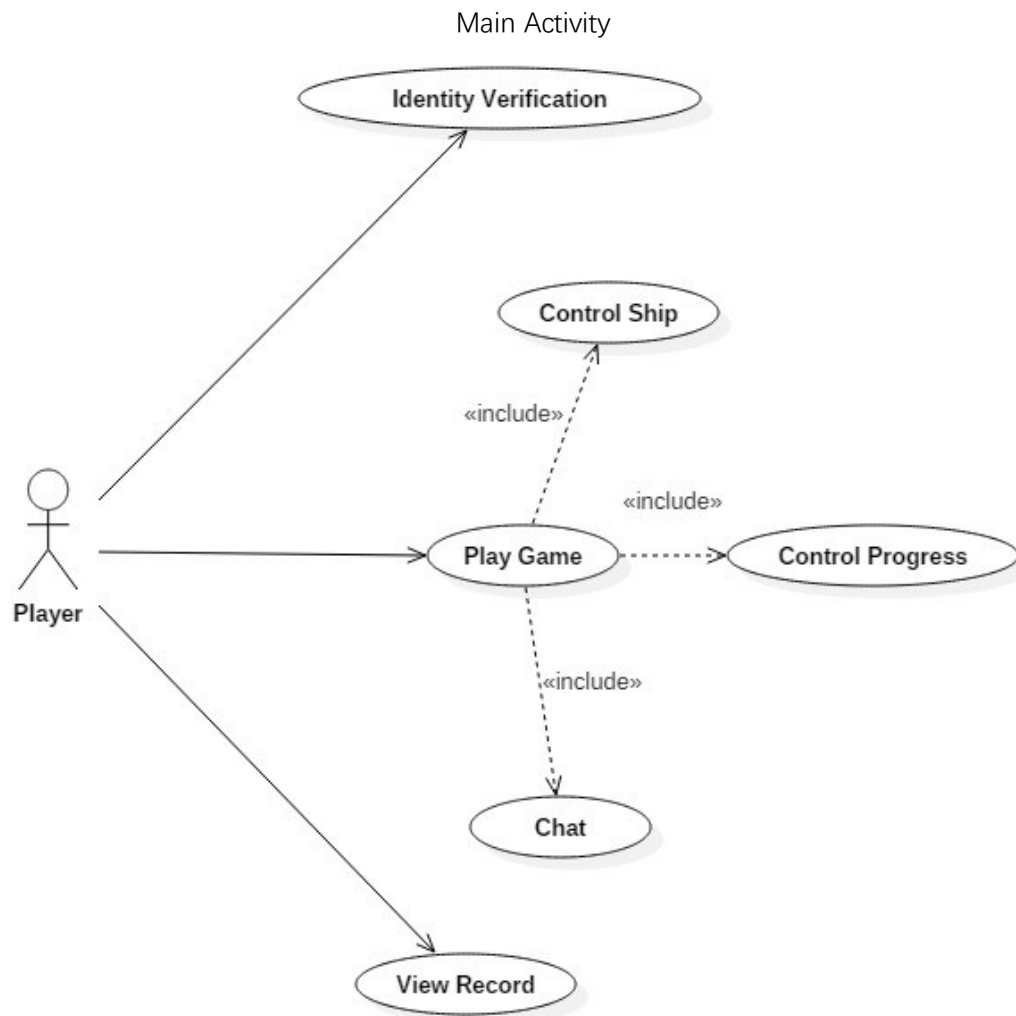 Main Activity
Identity Verification
Control Ship
«include»
«include»
Play Game
Control Progress
Player
«include»
Chat
View Record